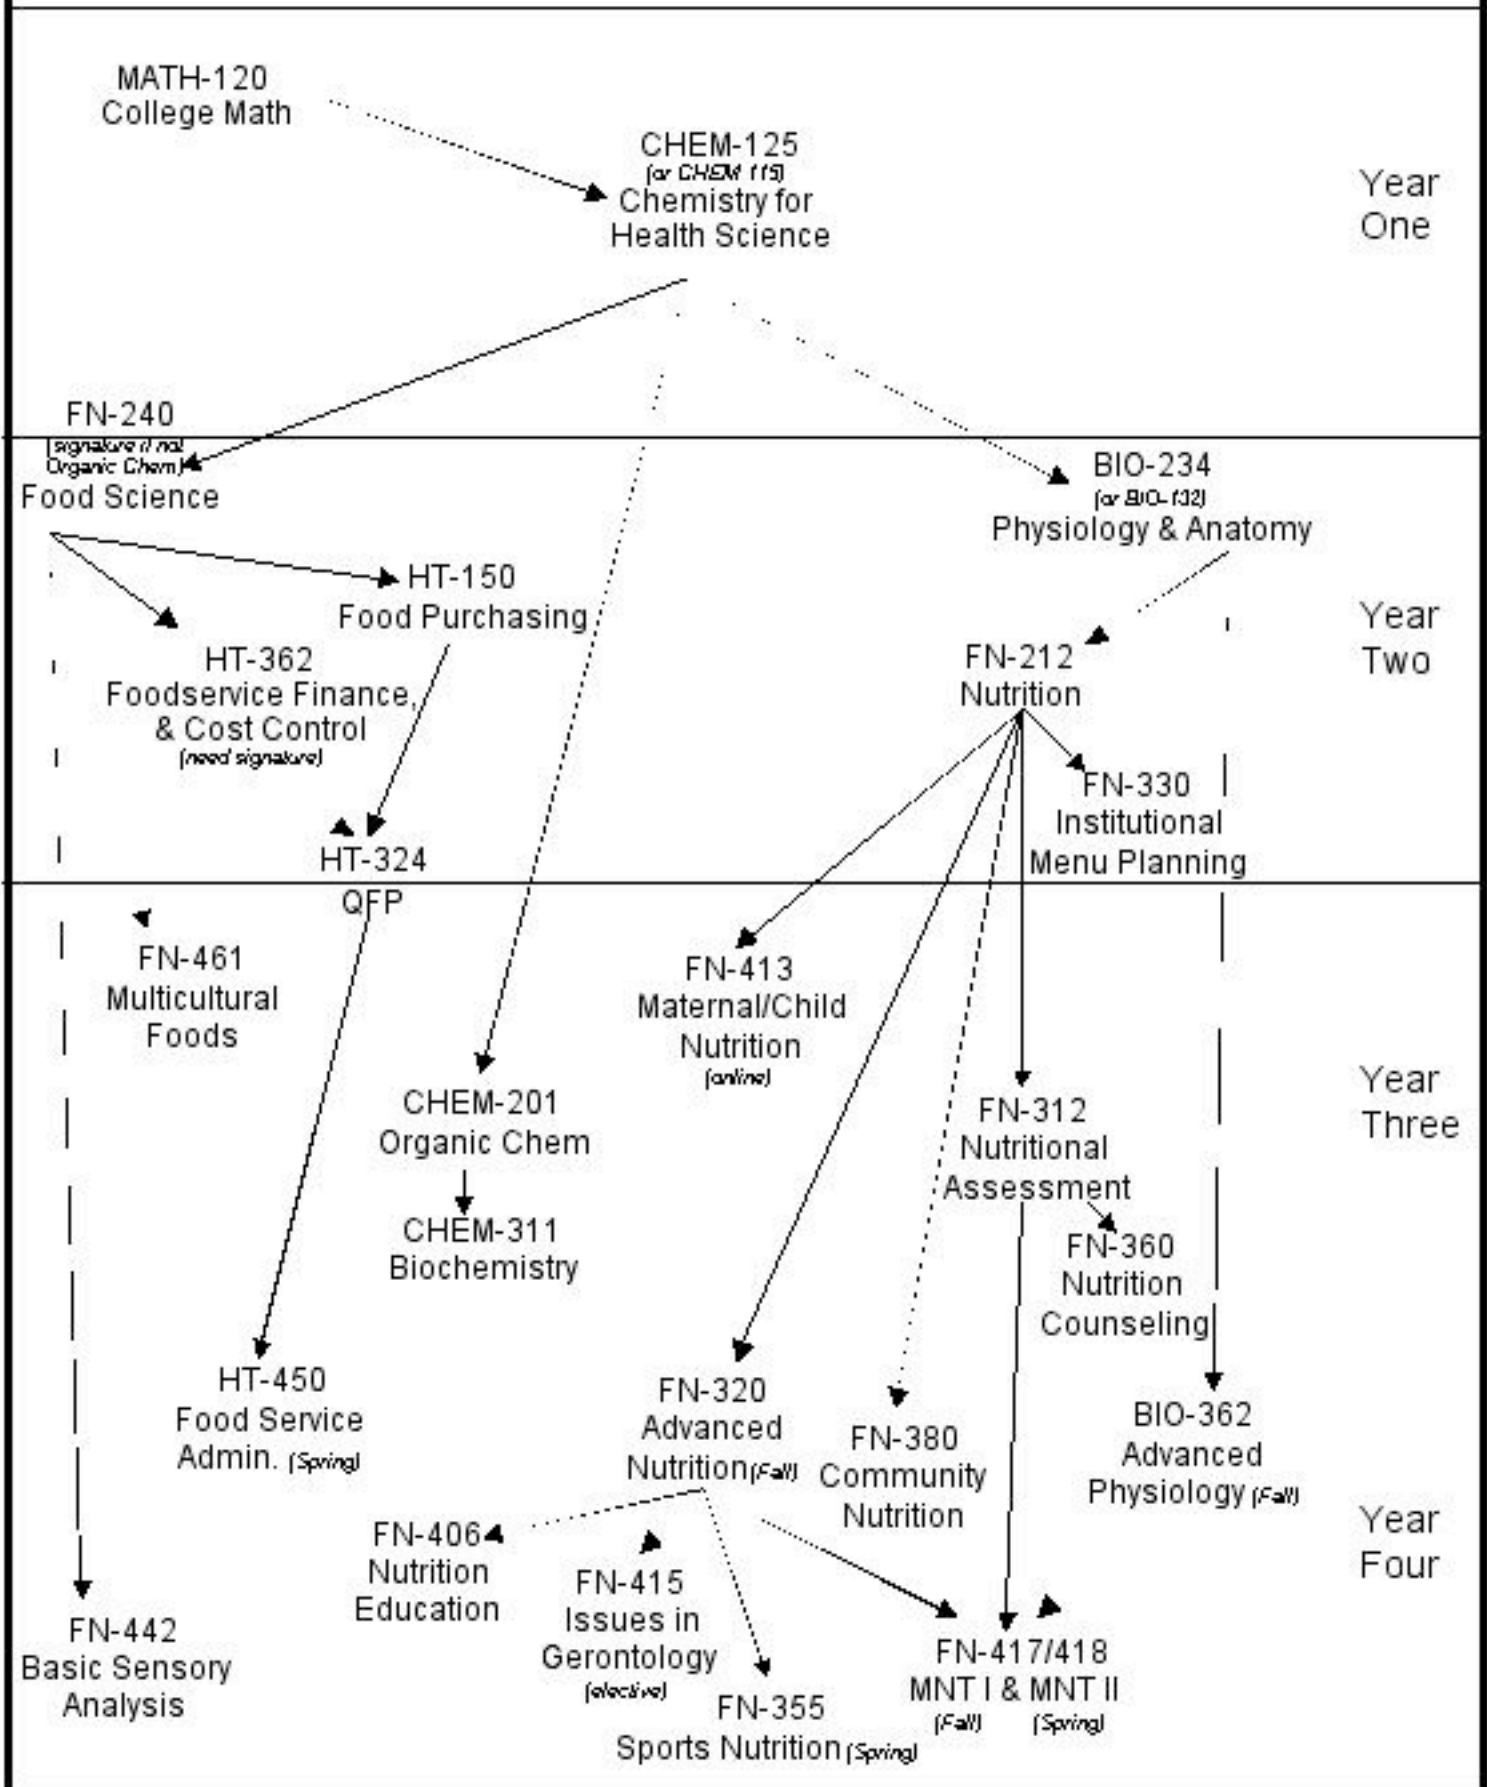 MATH-120
College Math
CHEM-125
(or CHEM 115)
Chemistry for
Health Science
Year
One
FN-240
(signature if not
Organic Chem)
Food Science
BIO-234
(or BIO-132)
Physiology & Anatomy
HT-150
Food Purchasing
HT-362
Foodservice Finance,
& Cost Control
(need signature)
FN-212
Nutrition
Year
Two
FN-330
Institutional
Menu Planning
HT-324
QFP
FN-461
Multicultural
Foods
FN-413
Maternal/Child
Nutrition
(online)
CHEM-201
Organic Chem
CHEM-311
Biochemistry
FN-312
Nutritional
Assessment
Year
Three
FN-360
Nutrition
Counseling
HT-450
Food Service
Admin. (Spring)
FN-320
Advanced
Nutrition (Fall)
FN-380
Community
Nutrition
BIO-362
Advanced
Physiology (Fall)
Year
Four
FN-406
Nutrition
Education
FN-415
Issues in
Gerontology
(elective)
FN-355
Sports Nutrition (Spring)
FN-417/418
MNT I & MNT II
(Fall) (Spring)
FN-442
Basic Sensory
Analysis